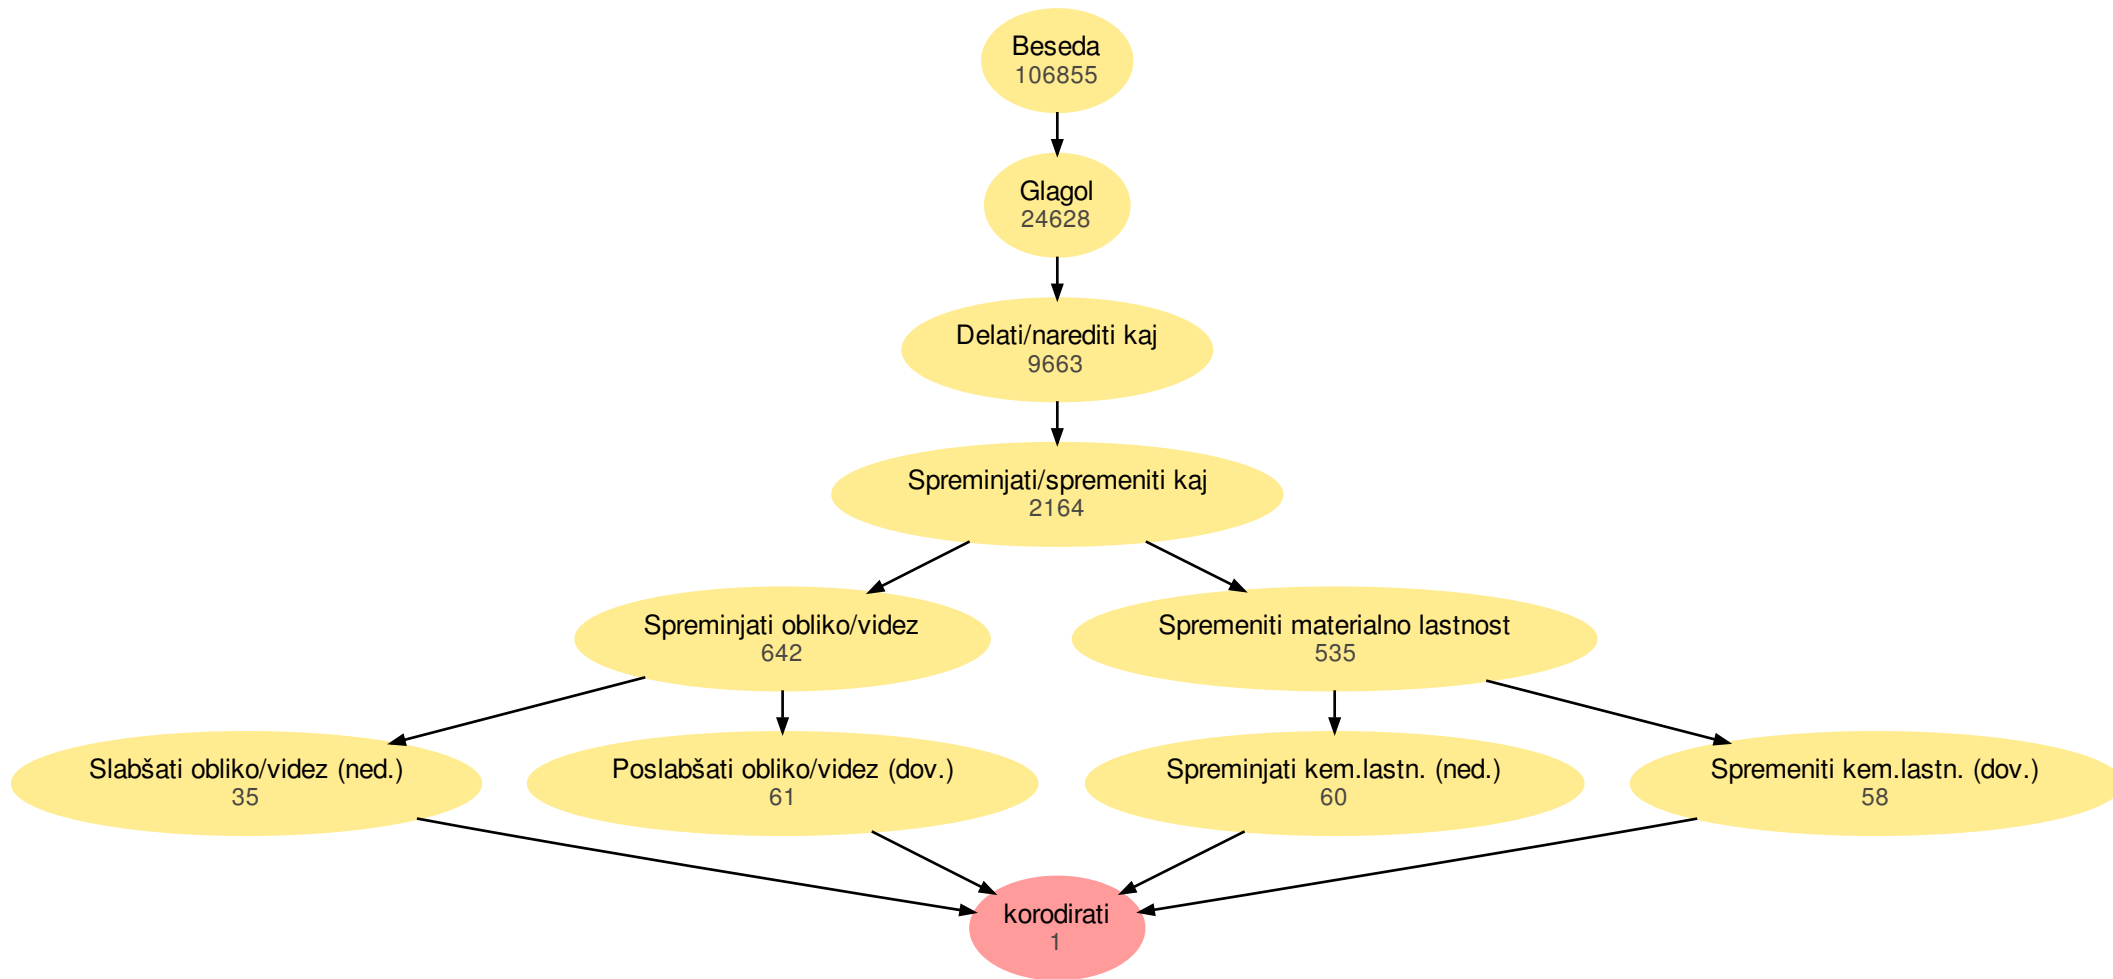 Beseda
106855
Glagol
24628
Delati/narediti kaj
9663
Spreminjati/spremeniti kaj
2164
Spreminjati obliko/videz
642
Spremeniti materialno lastnost
535
Slabšati obliko/videz (ned.)
35
Poslabšati obliko/videz (dov.)
61
Spreminjati kem.lastn. (ned.)
60
Spremeniti kem.lastn. (dov.)
58
korodirati
1